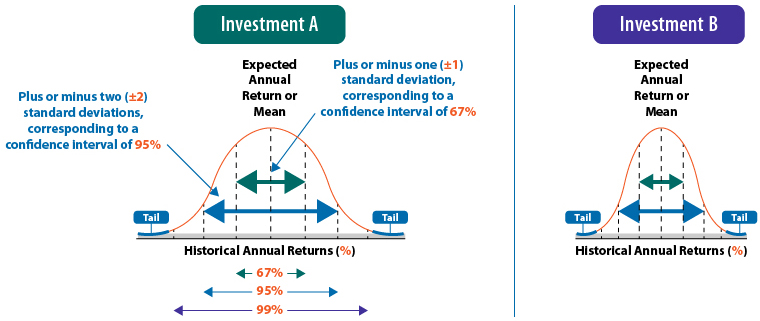 Investment A
Expected
Annual
Return or
Mean
Plus or minus one (±1)
standard deviation,
corresponding to a
confidence interval of 67%
Plus or minus two (±2)
standard deviations,
corresponding to a
confidence interval of 95%
Tail
Tail
Historical Annual Returns (%)
67%
95%
99%
Investment B
Expected
Annual
Return or
Mean
Tail
Tail
Historical Annual Returns (%)